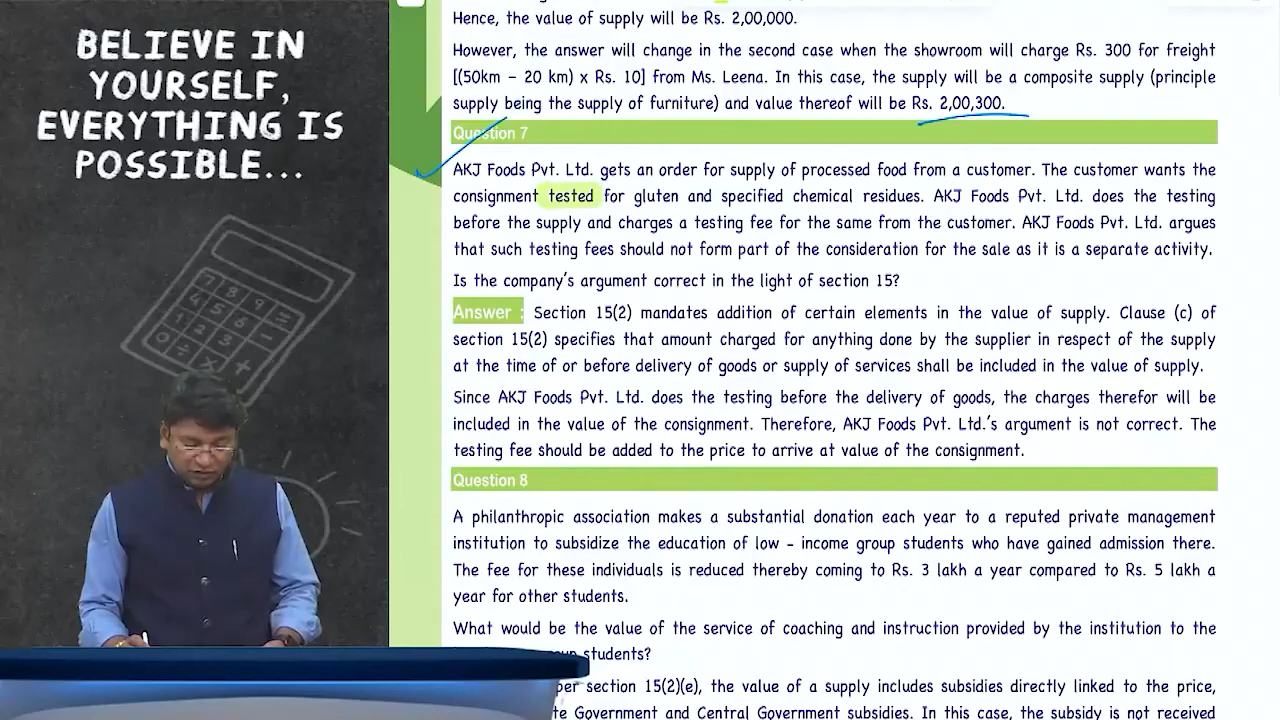 BELIEVE IN
YOURSELF,
EVERYTHING IS
POSSIBLE...
7 8 9 =
4 5 6 −
1 2 3
0 ÷ × +
Hence, the value of supply will be Rs. 2,00,000.
However, the answer will change in the second case when the showroom will charge Rs. 300 for freight
[(50km – 20 km) x Rs. 10] from Ms. Leena. In this case, the supply will be a composite supply (principle
supply being the supply of furniture) and value thereof will be Rs. 2,00,300.
Question 7
AKJ Foods Pvt. Ltd. gets an order for supply of processed food from a customer. The customer wants the
consignment tested for gluten and specified chemical residues. AKJ Foods Pvt. Ltd. does the testing
before the supply and charges a testing fee for the same from the customer. AKJ Foods Pvt. Ltd. argues
that such testing fees should not form part of the consideration for the sale as it is a separate activity.
Is the company's argument correct in the light of section 15?
Answer : Section 15(2) mandates addition of certain elements in the value of supply. Clause (c) of
section 15(2) specifies that amount charged for anything done by the supplier in respect of the supply
at the time of or before delivery of goods or supply of services shall be included in the value of supply.
Since AKJ Foods Pvt. Ltd. does the testing before the delivery of goods, the charges therefor will be
included in the value of the consignment. Therefore, AKJ Foods Pvt. Ltd.'s argument is not correct. The
testing fee should be added to the price to arrive at value of the consignment.
Question 8
A philanthropic association makes a substantial donation each year to a reputed private management
institution to subsidize the education of low – income group students who have gained admission there.
The fee for these individuals is reduced thereby coming to Rs. 3 lakh a year compared to Rs. 5 lakh a
year for other students.
What would be the value of the service of coaching and instruction provided by the institution to the
students?
per section 15(2)(e), the value of a supply includes subsidies directly linked to the price,
Government and Central Government subsidies. In this case, the subsidy is not received